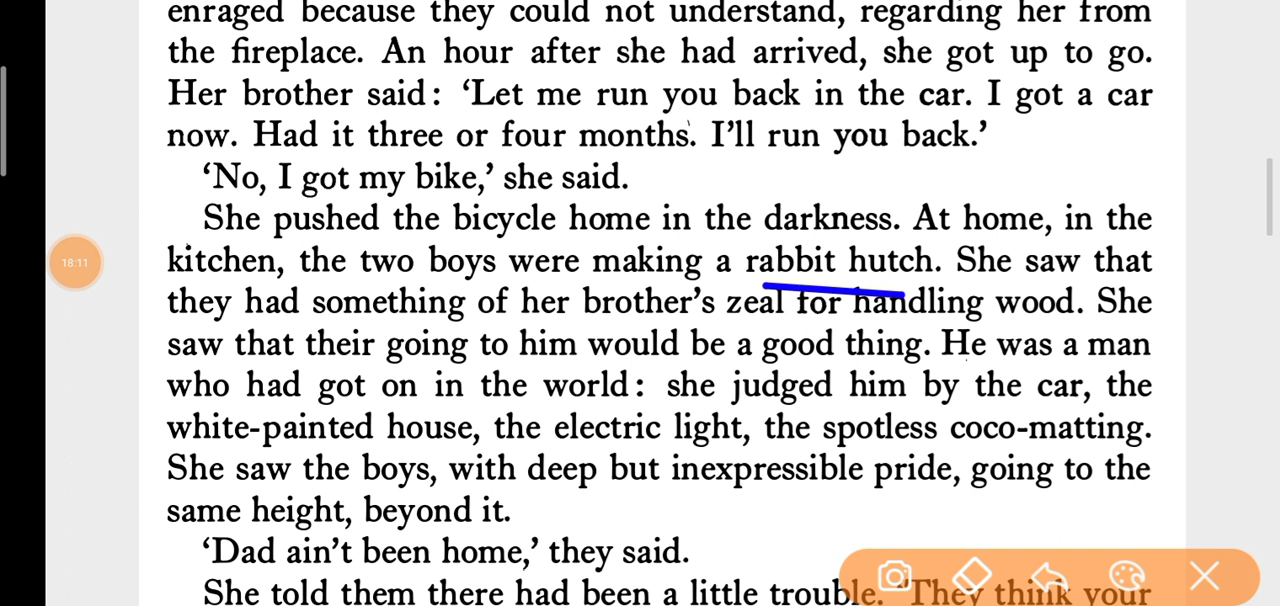 enraged because they could not understand, regarding her from
the fireplace. An hour after she had arrived, she got up to go.
Her brother said: ‘Let me run you back in the car. I got a car
now. Had it three or four months. I’ll run you back.’
‘No, I got my bike,’ she said.
She pushed the bicycle home in the darkness. At home, in the
18:11
kitchen, the two boys were making a rabbit hutch. She saw that
they had something of her brother’s zeal for handling wood. She
saw that their going to him would be a good thing. He was a man
who had got on in the world: she judged him by the car, the
white-painted house, the electric light, the spotless coco-matting.
She saw the boys, with deep but inexpressible pride, going to the
same height, beyond it.
‘Dad ain’t been home,’ they said.
She told them there had been a little trouble. ‘They think your